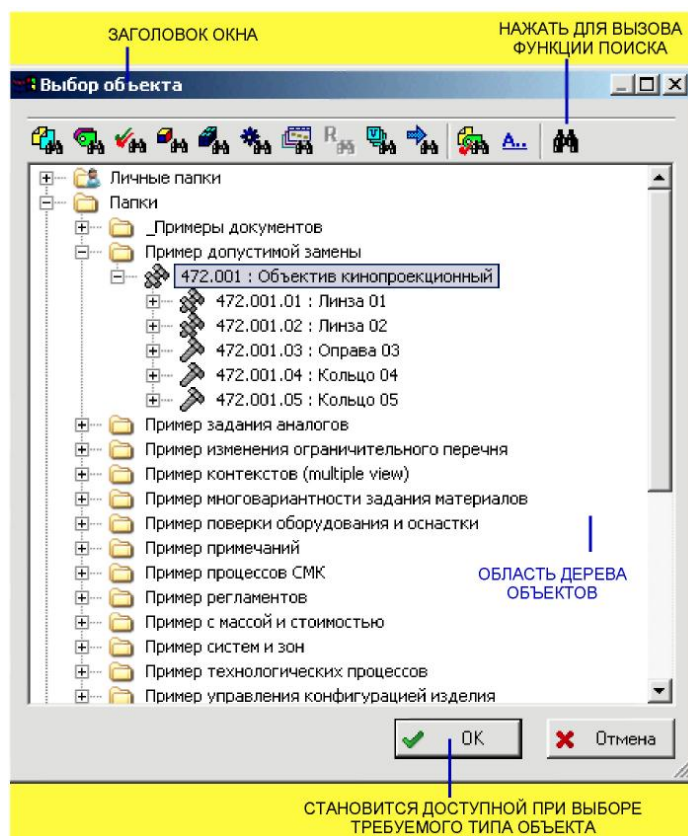 ЗАГОЛОВОК ОКНА
НАЖАТЬ ДЛЯ ВЫЗОВА
ФУНКЦИИ ПОИСКА
Выбор объекта
R
V
A..
Личные папки
Папки
_Примеры документов
Пример допустимой замены
472.001 : Объектив кинопроекционный
472.001.01 : Линза 01
472.001.02 : Линза 02
472.001.03 : Оправа 03
472.001.04 : Кольцо 04
472.001.05 : Кольцо 05
Пример задания аналогов
Пример изменения ограничительного перечня
Пример контекстов (multiple view)
Пример многовариантности задания материалов
Пример поверки оборудования и оснастки
Пример примечаний
Пример процессов СМК
Пример регламентов
Пример с массой и стоимостью
Пример систем и зон
Пример технологических процессов
Пример управления конфигурацией изделия
ОБЛАСТЬ ДЕРЕВА
ОБЪЕКТОВ
OK
Отмена
СТАНОВИТСЯ ДОСТУПНОЙ ПРИ ВЫБОРЕ
ТРЕБУЕМОГО ТИПА ОБЪЕКТА